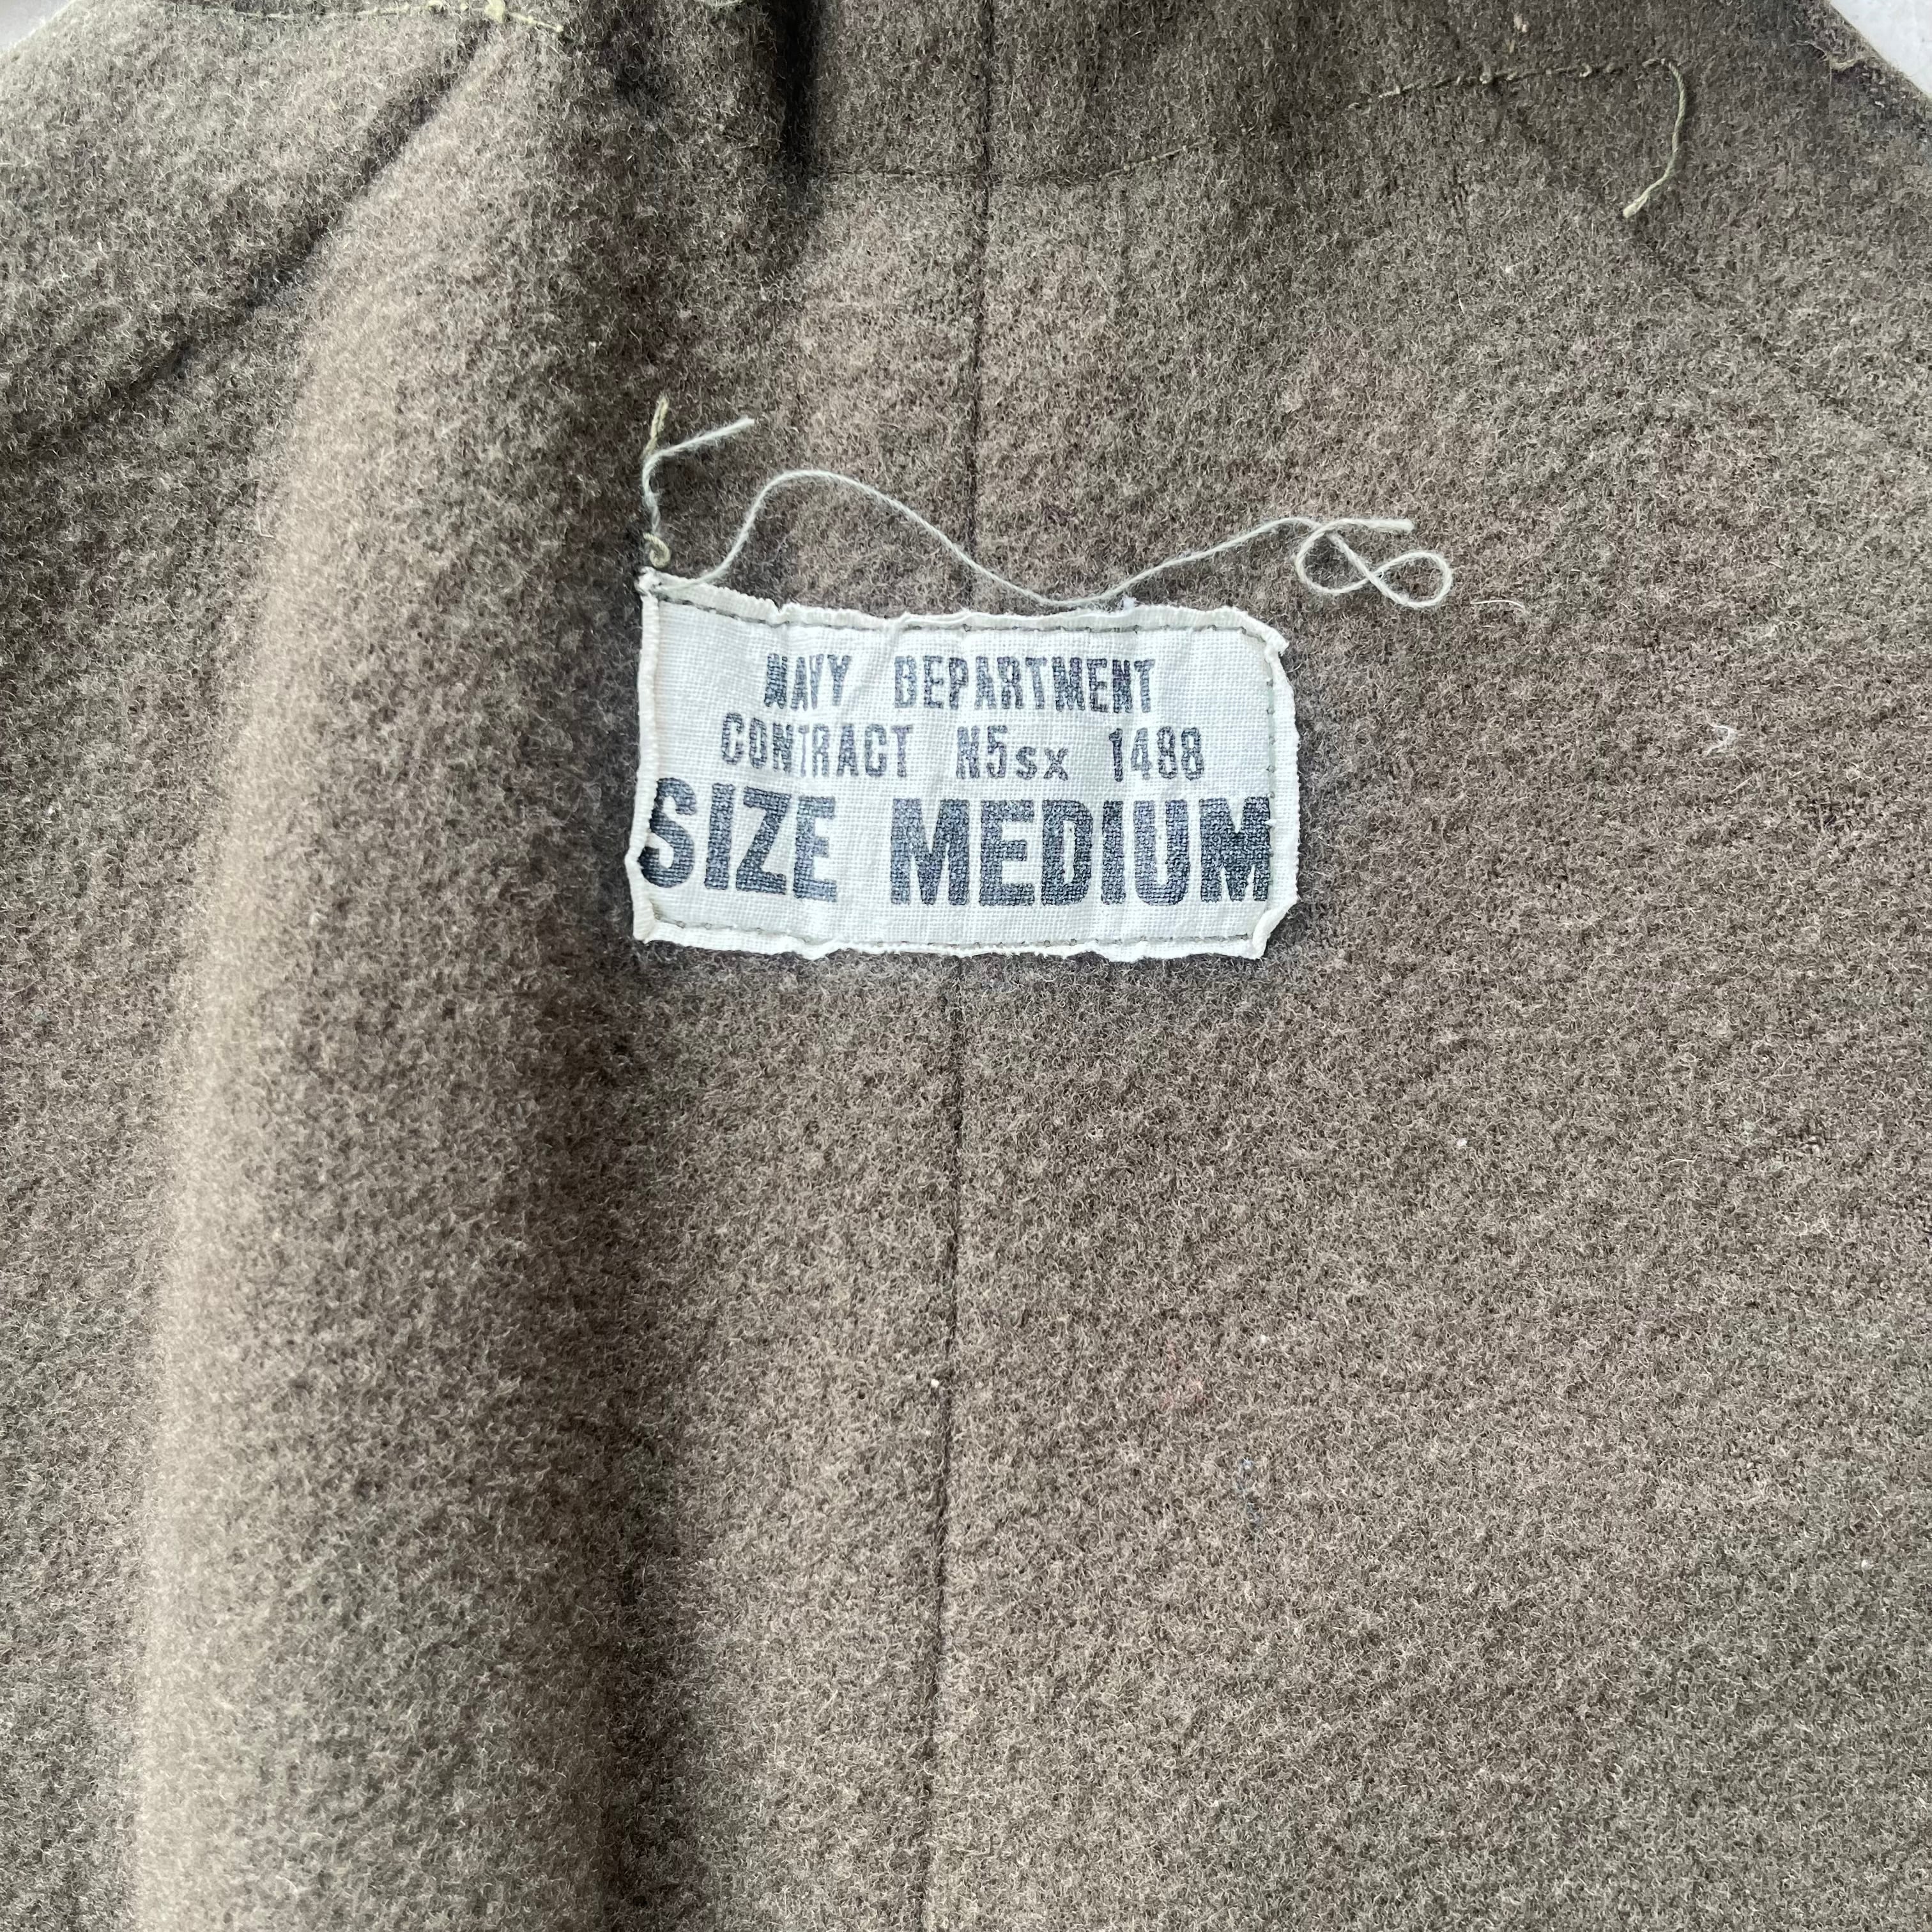 NAVY DEPARTMENT
CONTRACT N5sx 1488
SIZE MEDIUM